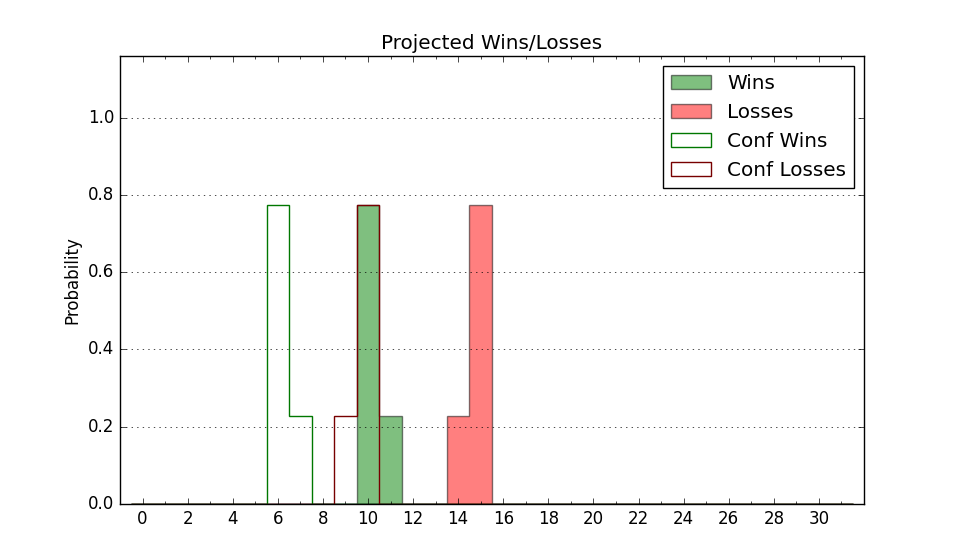 Projected Wins/Losses
Wins
Losses
Conf Wins
Conf Losses
Probability
1.0
0.8
0.6
0.4
0.2
0.0
0 2 4 6 8 10 12 14 16 18 20 22 24 26 28 30